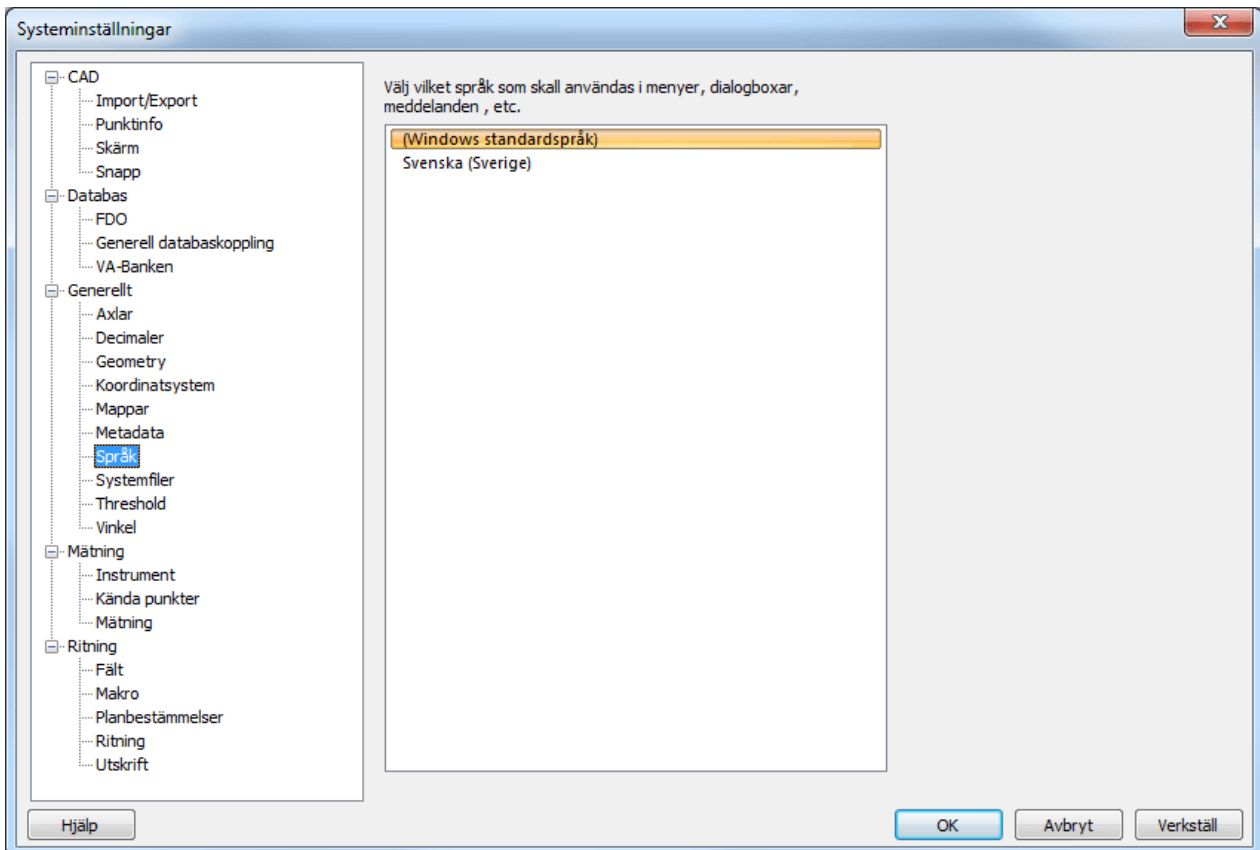 Systeminställningar
CAD
Import/Export
Punktinfo
Skärm
Snapp
Databas
FDO
Generell databaskoppling
VA-Banken
Generellt
Axlar
Decimaler
Geometry
Koordinatsystem
Mappar
Metadata
Språk
Systemfiler
Threshold
Vinkel
Mätning
Instrument
Kända punkter
Mätning
Ritning
Fält
Makro
Planbestämmelser
Ritning
Utskrift
Välj vilket språk som skall användas i menyer, dialogboxar,
meddelanden , etc.
(Windows standardspråk)
Svenska (Sverige)
Hjälp
OK
Avbryt
Verkställ